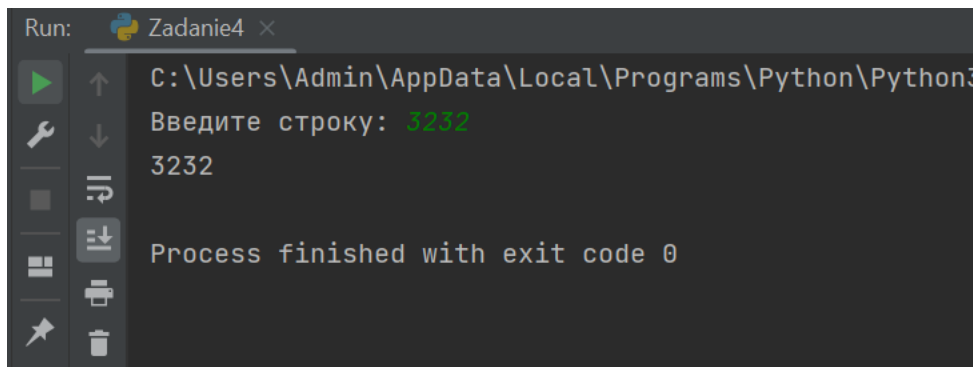 Run: Zadanie4
C:\Users\Admin\AppData\Local\Programs\Python\Python3
Введите строку: 3232
3232
Process finished with exit code 0